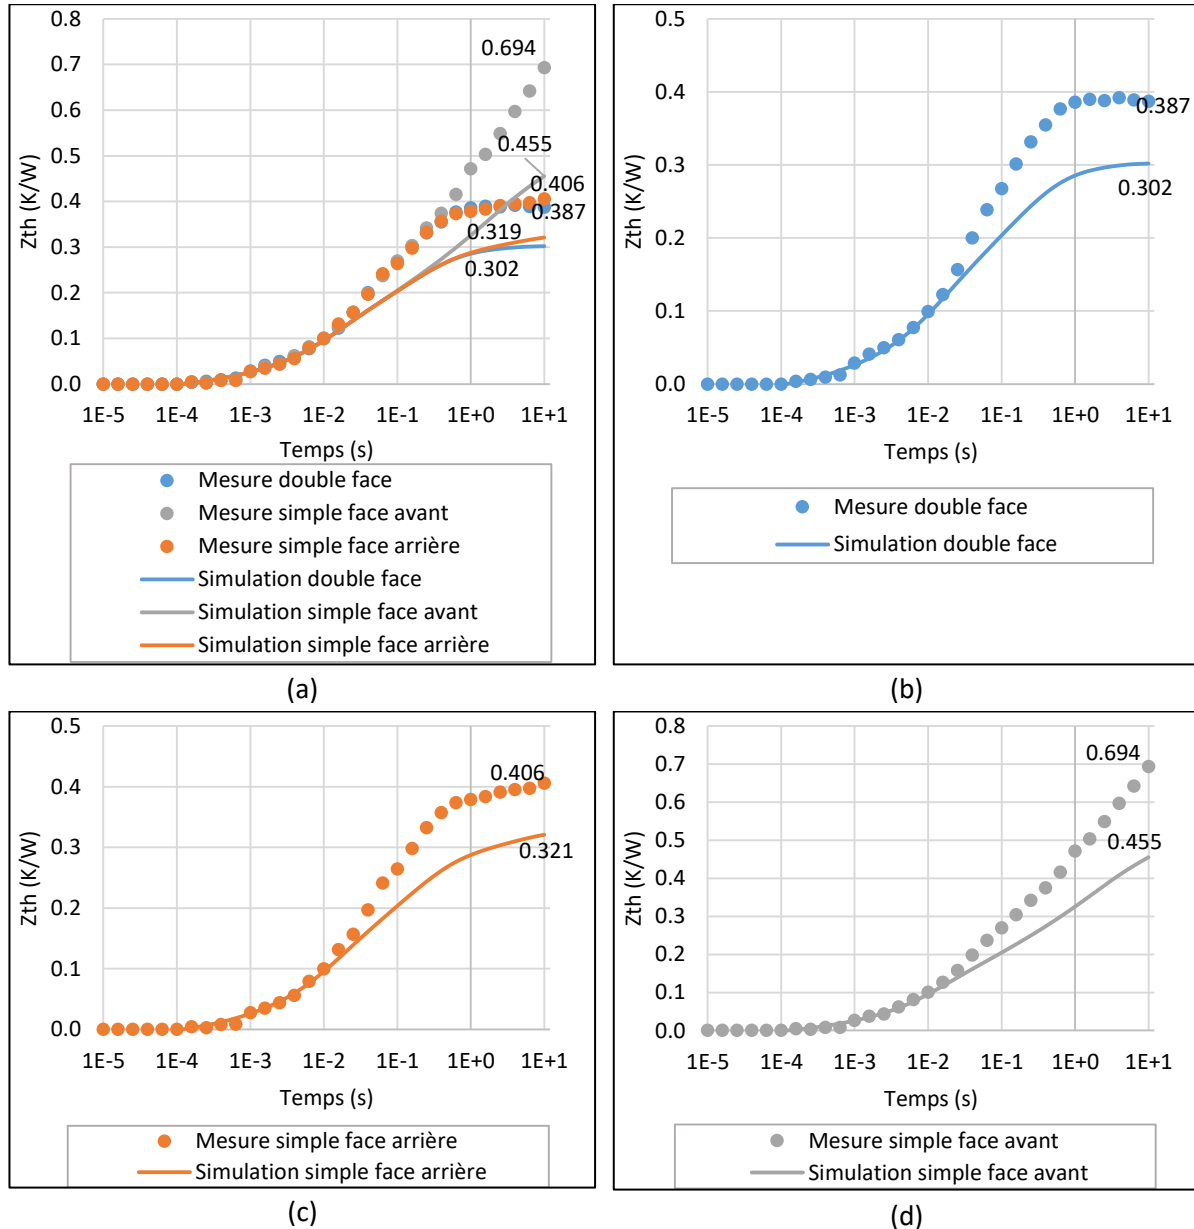 0.8
0.7
0.6
0.5
0.4
0.3
0.2
0.1
0.0
Zth (K/W)
0.694
0.455
0.406
0.387
0.319
0.302
1E-5 1E-4 1E-3 1E-2 1E-1 1E+0 1E+1
Temps (s)
Mesure double face
Mesure simple face avant
Mesure simple face arrière
Simulation double face
Simulation simple face avant
Simulation simple face arrière
(a)
0.5
0.4
0.3
0.2
0.1
0.0
Zth (K/W)
0.387
0.302
1E-5 1E-4 1E-3 1E-2 1E-1 1E+0 1E+1
Temps (s)
Mesure double face
Simulation double face
(b)
0.5
0.4
0.3
0.2
0.1
0.0
Zth (K/W)
0.406
0.321
1E-5 1E-4 1E-3 1E-2 1E-1 1E+0 1E+1
Temps (s)
Mesure simple face arrière
Simulation simple face arrière
(c)
0.8
0.7
0.6
0.5
0.4
0.3
0.2
0.1
0.0
Zth (K/W)
0.694
0.455
1E-5 1E-4 1E-3 1E-2 1E-1 1E+0 1E+1
Temps (s)
Mesure simple face avant
Simulation simple face avant
(d)